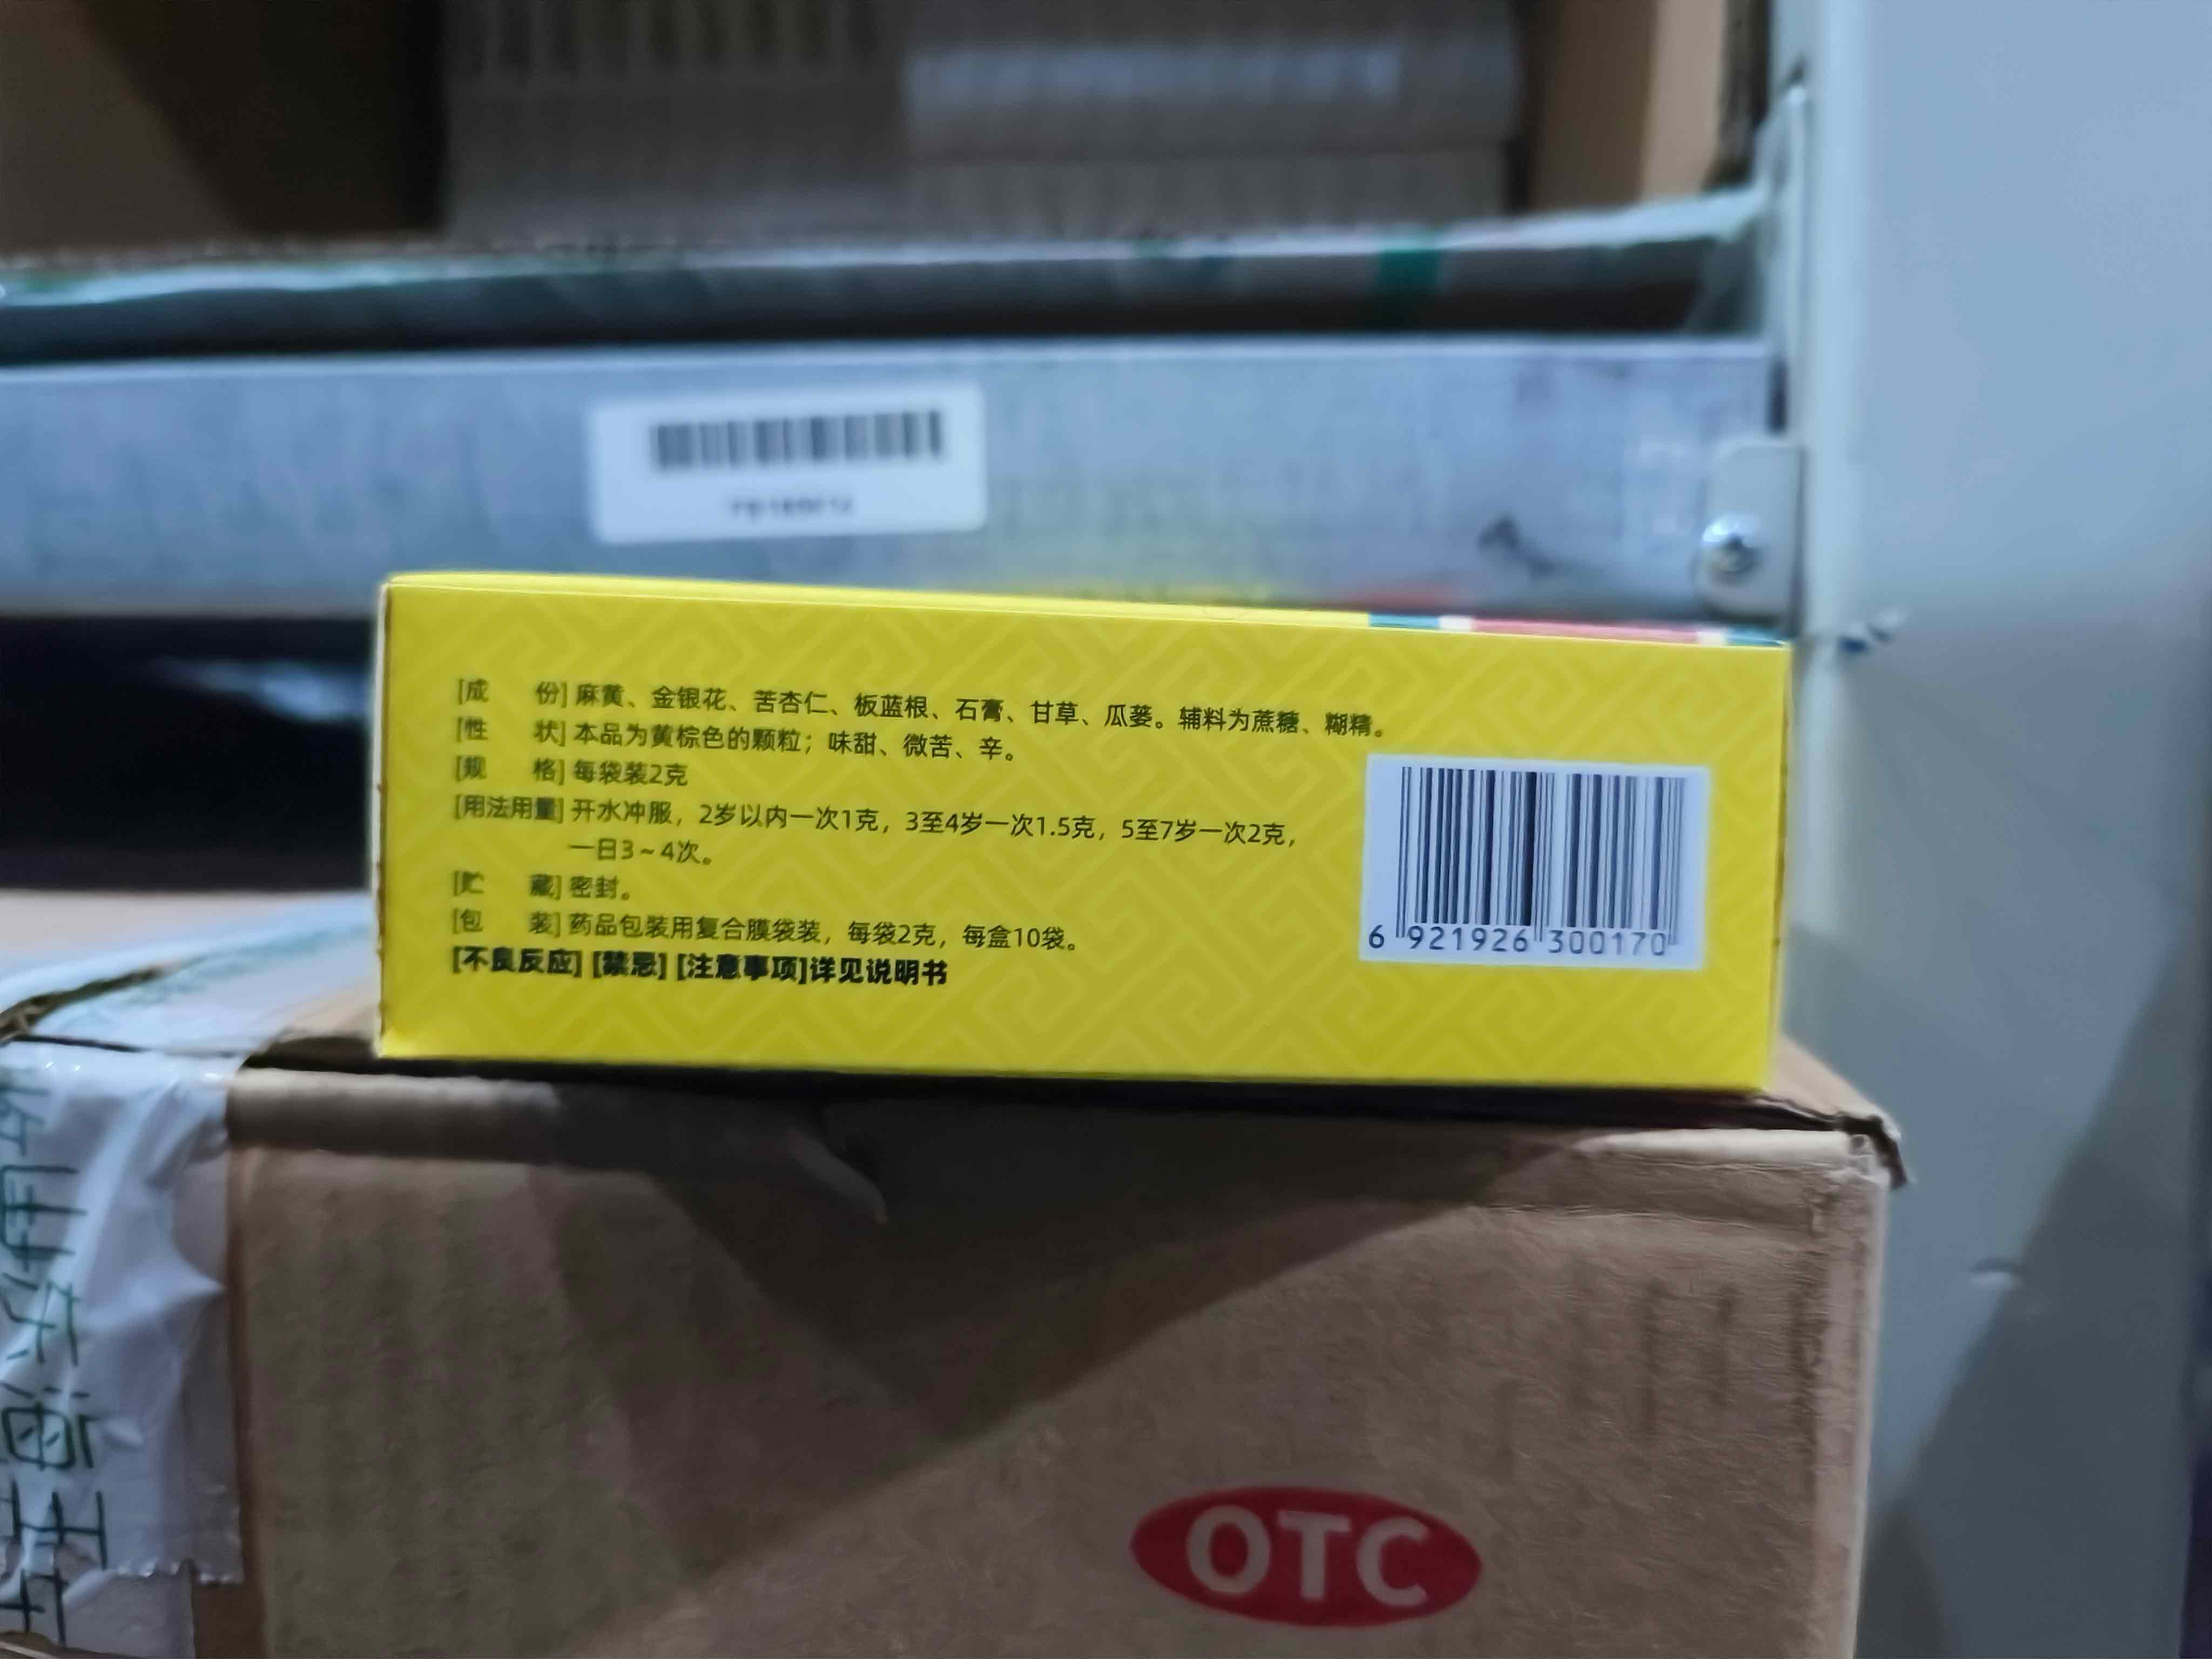 [成 份] 麻黄、金银花、苦杏仁、板蓝根、石膏、甘草、瓜蒌。辅料为蔗糖、糊精。
[性 状] 本品为黄棕色的颗粒；味甜、微苦、辛。
[规 格] 每袋装2克
[用法用量] 开水冲服，2岁以内一次1克，3至4岁一次1.5克，5至7岁一次2克，
一日3~4次。
[贮 藏] 密封。
[包 装] 药品包装用复合膜袋装，每袋2克，每盒10袋。
[不良反应] [禁忌] [注意事项]详见说明书
6 921926 300170
OTC